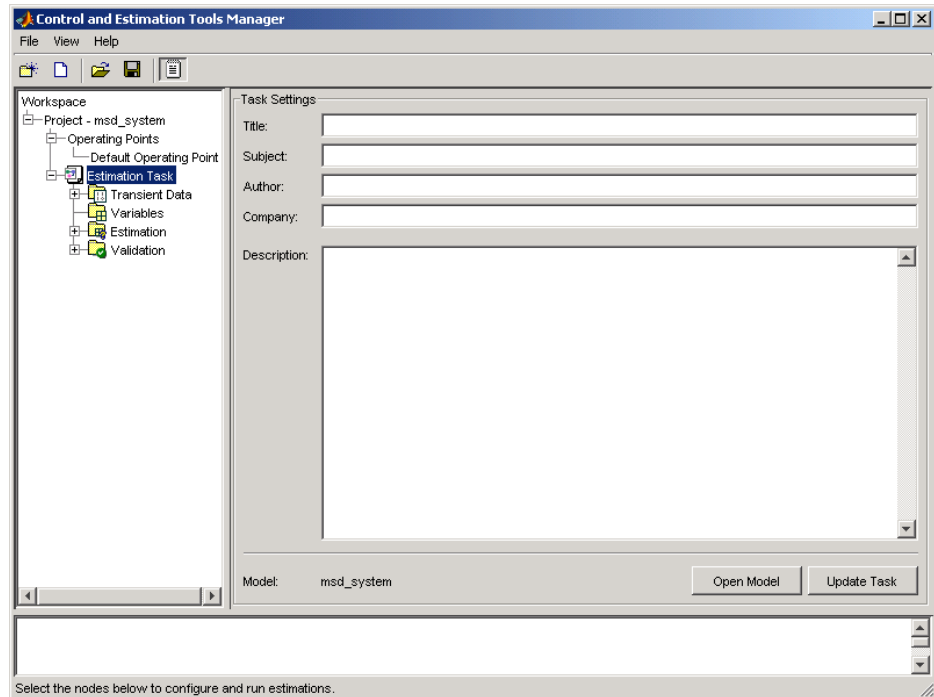 Control and Estimation Tools Manager
File View Help
Workspace
Project - msd_system
Operating Points
Default Operating Point
Estimation Task
Transient Data
Variables
Estimation
Validation
Task Settings
Title:
Subject:
Author:
Company:
Description:
Model: msd_system
Open Model
Update Task
Select the nodes below to configure and run estimations.